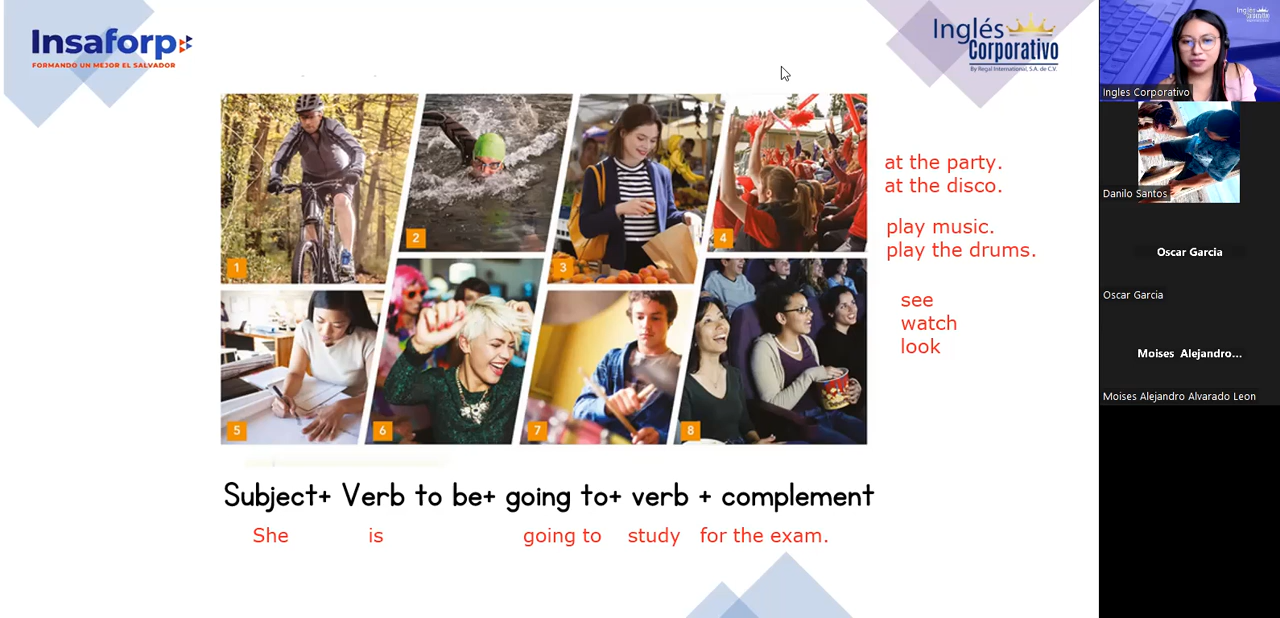 Insaforp
FORMANDO UN MEJOR EL SALVADOR
Inglés
Corporativo
By Regal International, S.A. de C.V.
1
2
3
4
5
6
7
8
at the party.
at the disco.
play music.
play the drums.
see
watch
look
Subject+ Verb to be+ going to+ verb + complement
She is going to study for the exam.
Inglés
Corporativo
Ingles Corporativo
Danilo Santos
Oscar Garcia
Oscar Garcia
Moises Alejandro...
Moises Alejandro Alvarado Leon